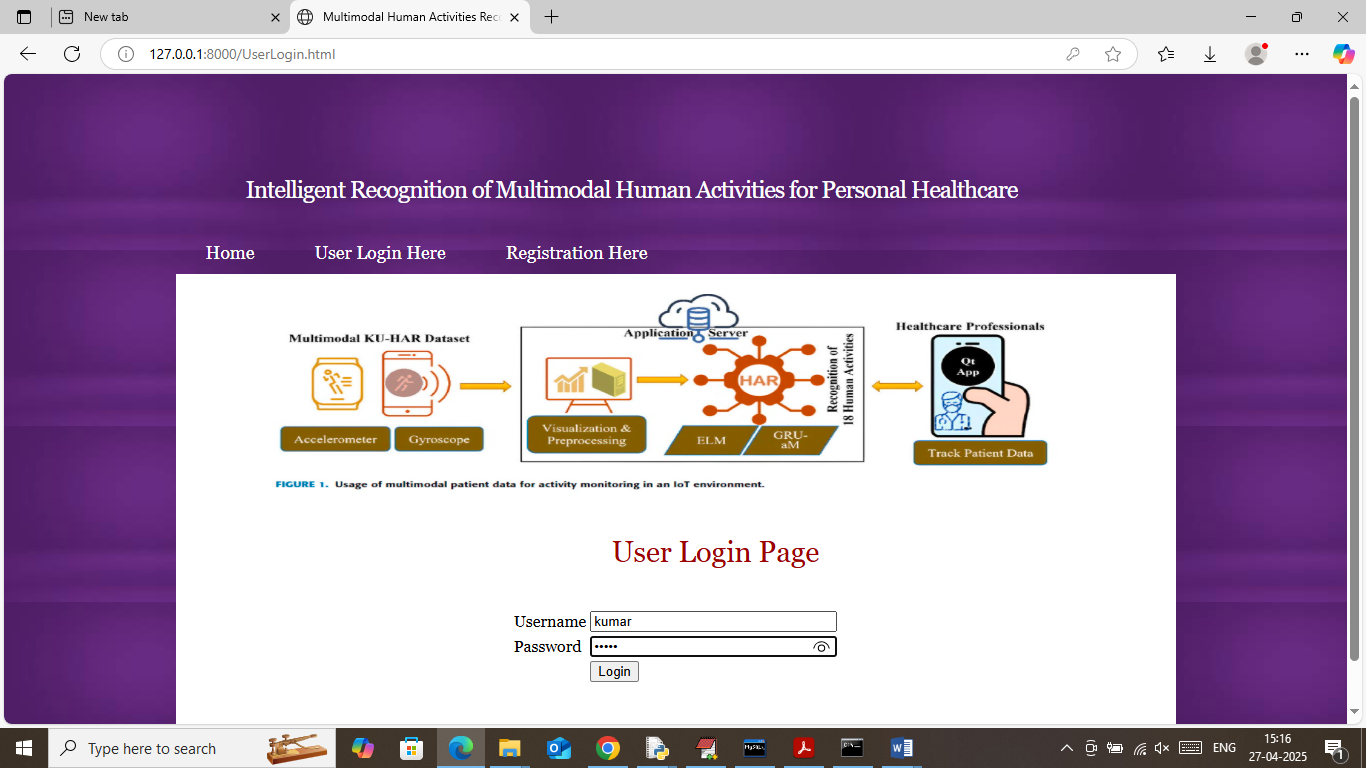 New tab
Multimodal Human Activities Rec
127.0.0.1:8000/UserLogin.html
Intelligent Recognition of Multimodal Human Activities for Personal Healthcare
Home
User Login Here
Registration Here
Multimodal KU-HAR Dataset
Accelerometer
Gyroscope
Application Server
Visualization &
Preprocessing
HAR
ELM
GRU-
aM
Recognition of
18 Human Activities
Healthcare Professionals
Qt
App
Track Patient Data
FIGURE 1. Usage of multimodal patient data for activity monitoring in an IoT environment.
User Login Page
Username kumar
Password •••••
Login
Type here to search
MySQL
ENG
15:16
27-04-2025
1